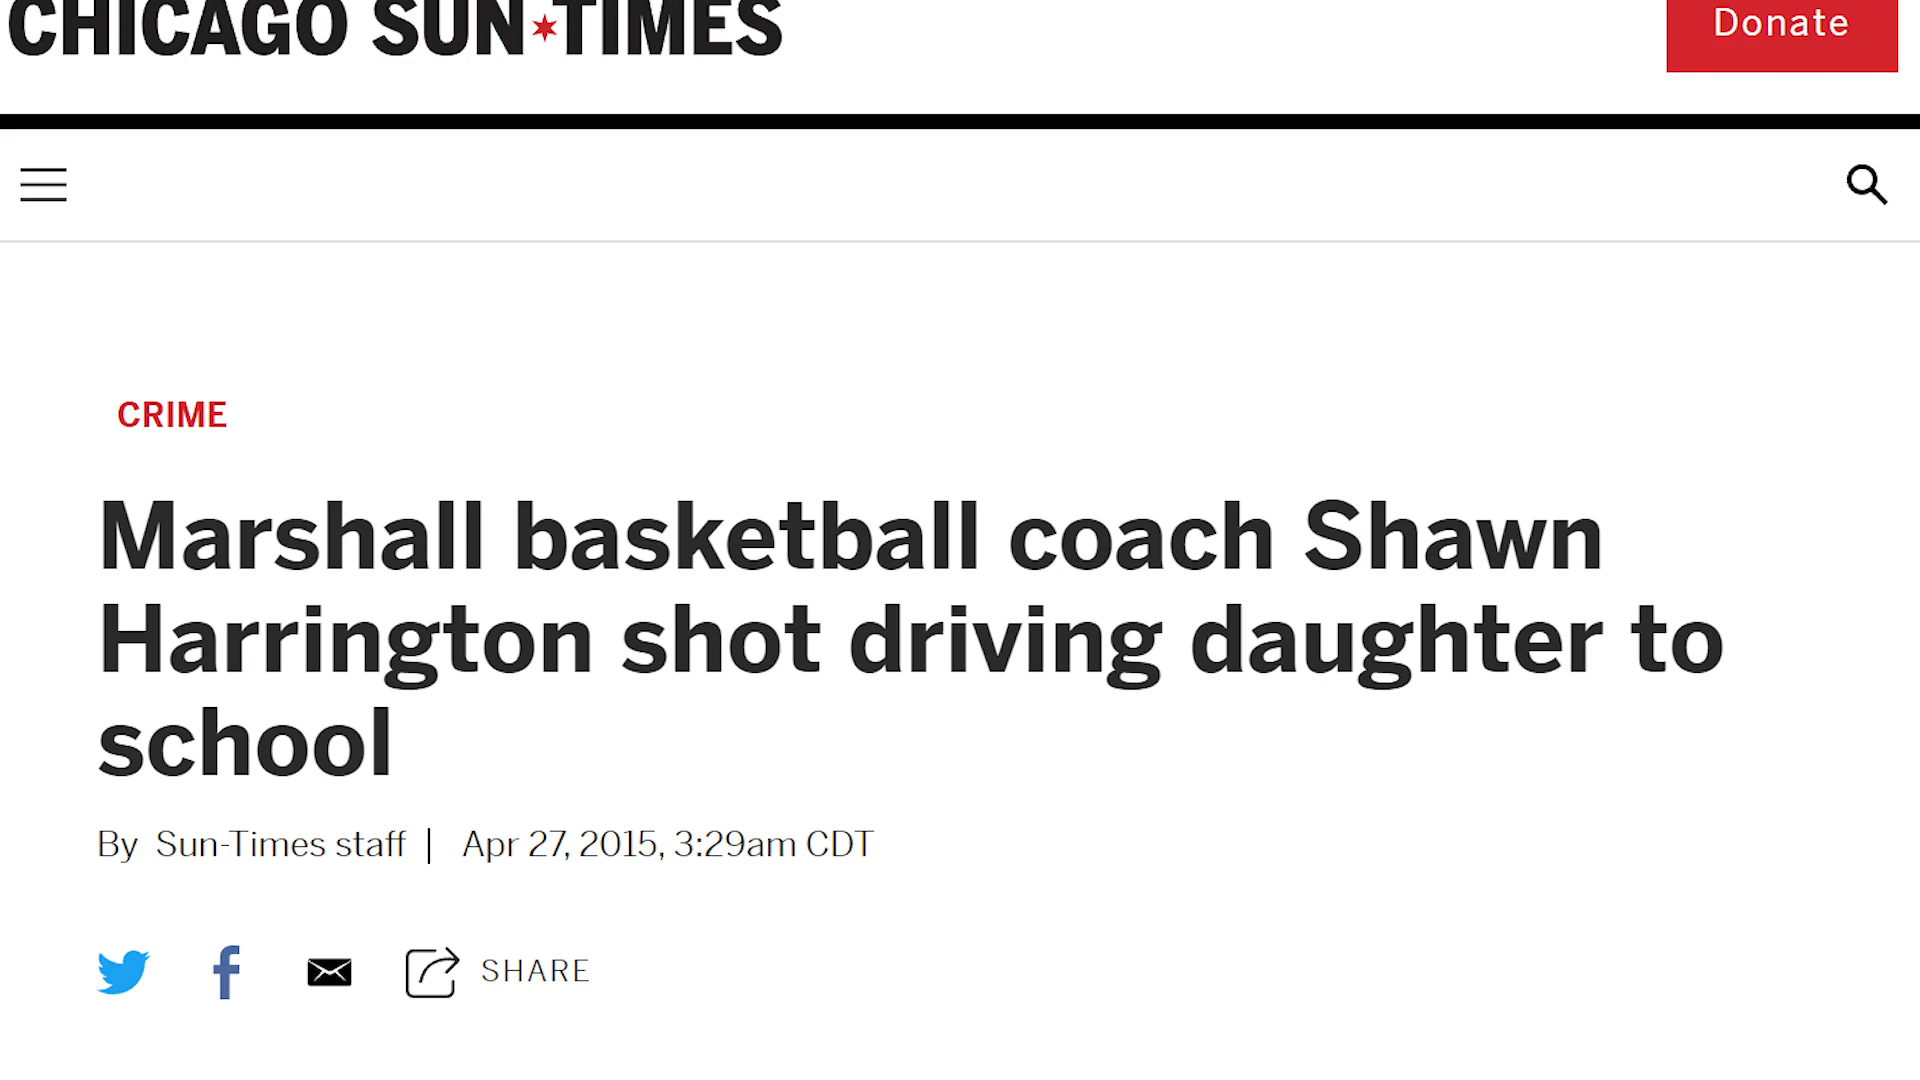 CHICAGO SUN TIMES
Donate
CRIME
Marshall basketball coach Shawn
Harrington shot driving daughter to
school
By Sun-Times staff | Apr 27, 2015, 3:29am CDT
SHARE